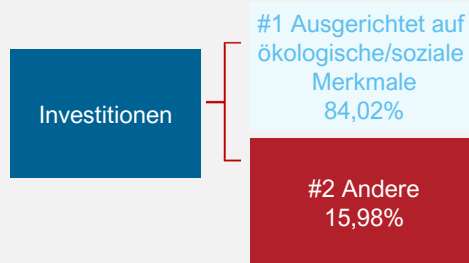 #1 Ausgerichtet auf
ökologische/soziale
Merkmale
84,02%
Investitionen
#2 Andere
15,98%